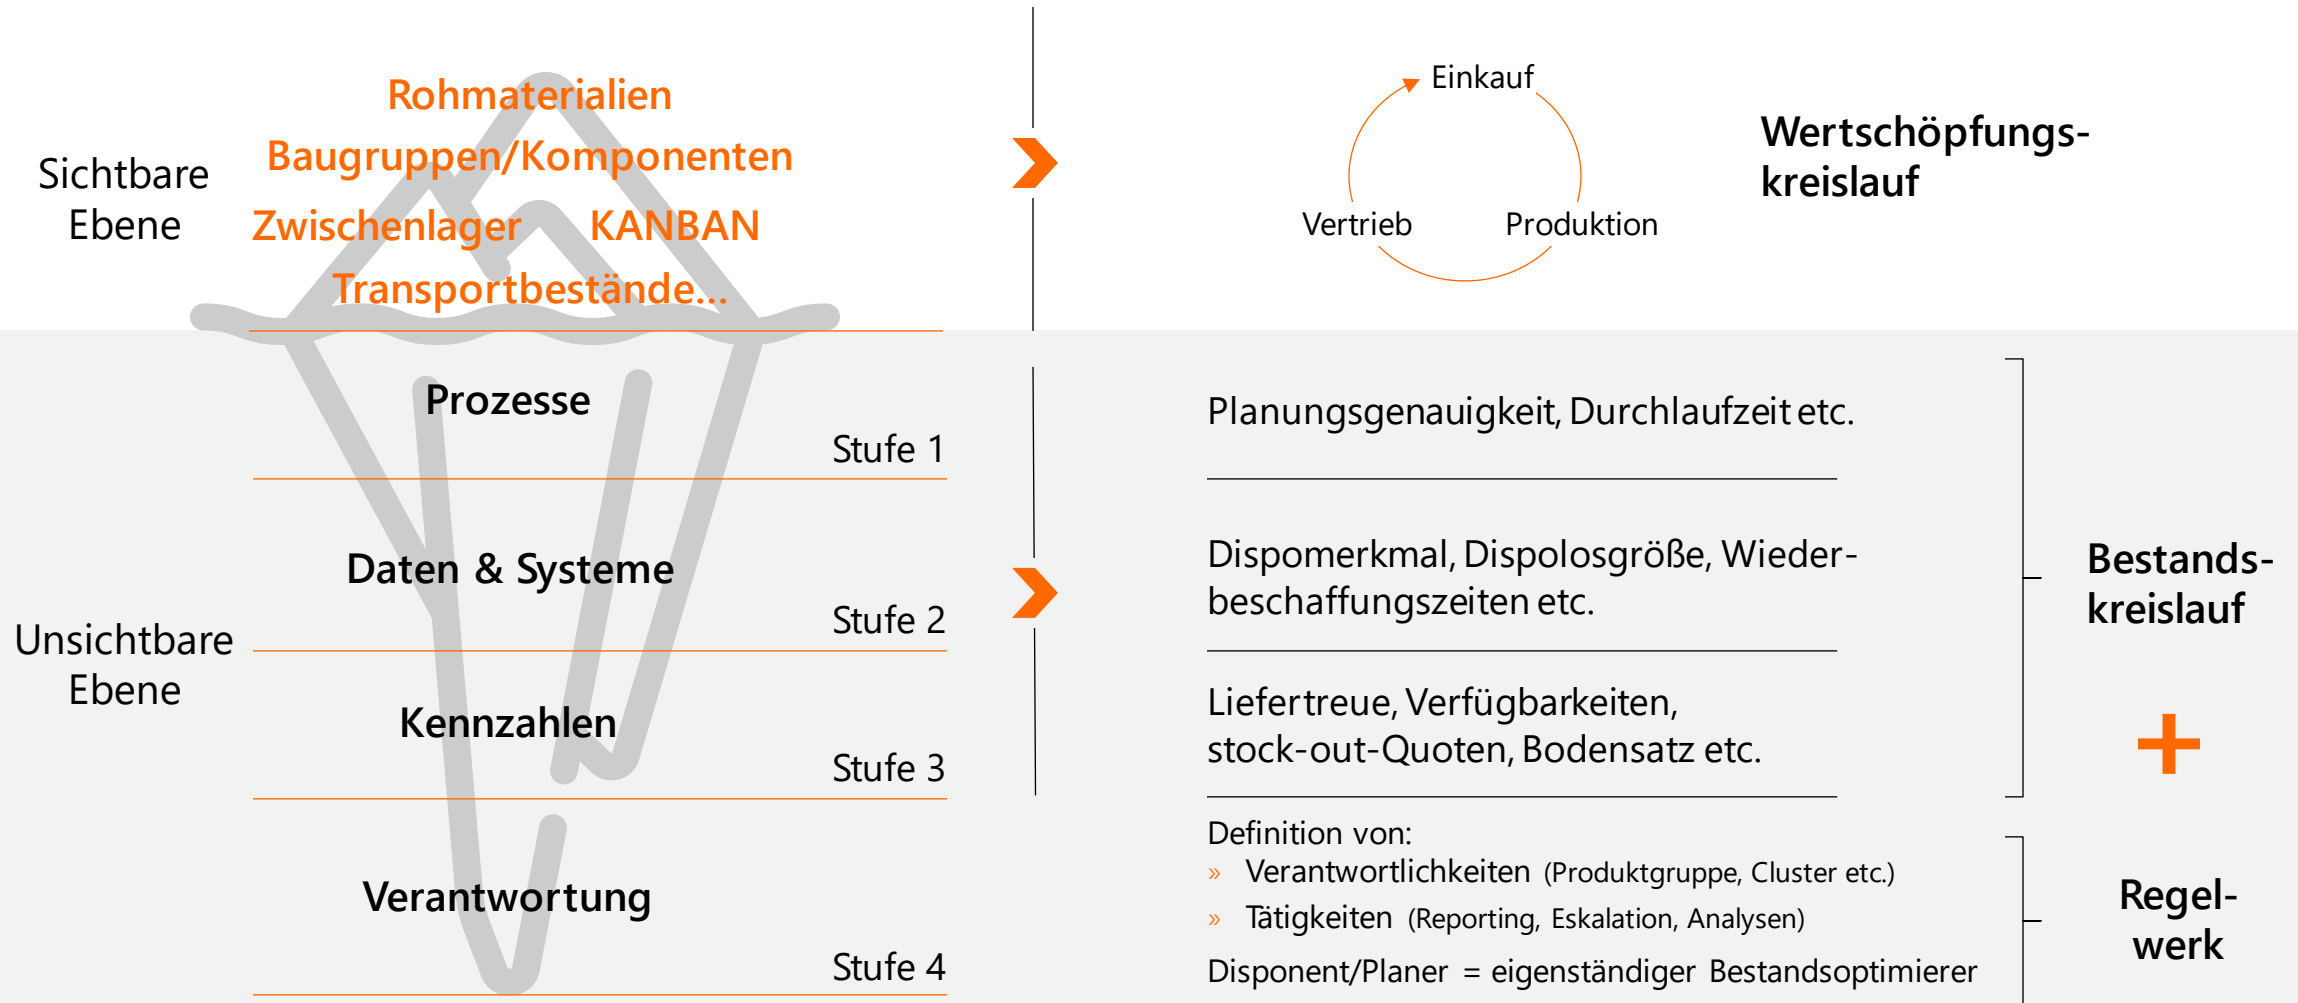 Sichtbare
Ebene
Rohmaterialien
Baugruppen/Komponenten
Zwischenlager KANBAN
Transportbestände...
Einkauf
Vertrieb
Produktion
Wertschöpfungs-
kreislauf
Unsichtbare
Ebene
Prozesse
Stufe 1
Planungsgenauigkeit, Durchlaufzeit etc.
Daten & Systeme
Stufe 2
Dispomerkmal, Dispolosgröße, Wieder-
beschaffungszeiten etc.
Kennzahlen
Stufe 3
Liefertreue, Verfügbarkeiten,
stock-out-Quoten, Bodensatz etc.
Bestands-
kreislauf
+
Verantwortung
Stufe 4
Definition von:
» Verantwortlichkeiten (Produktgruppe, Cluster etc.)
» Tätigkeiten (Reporting, Eskalation, Analysen)
Disponent/Planer = eigenständiger Bestandsoptimierer
Regel-
werk